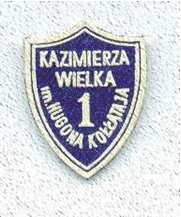 KAZIMIERZA
WIELKA
1
im. HUGONA KOŁŁĄTAJA